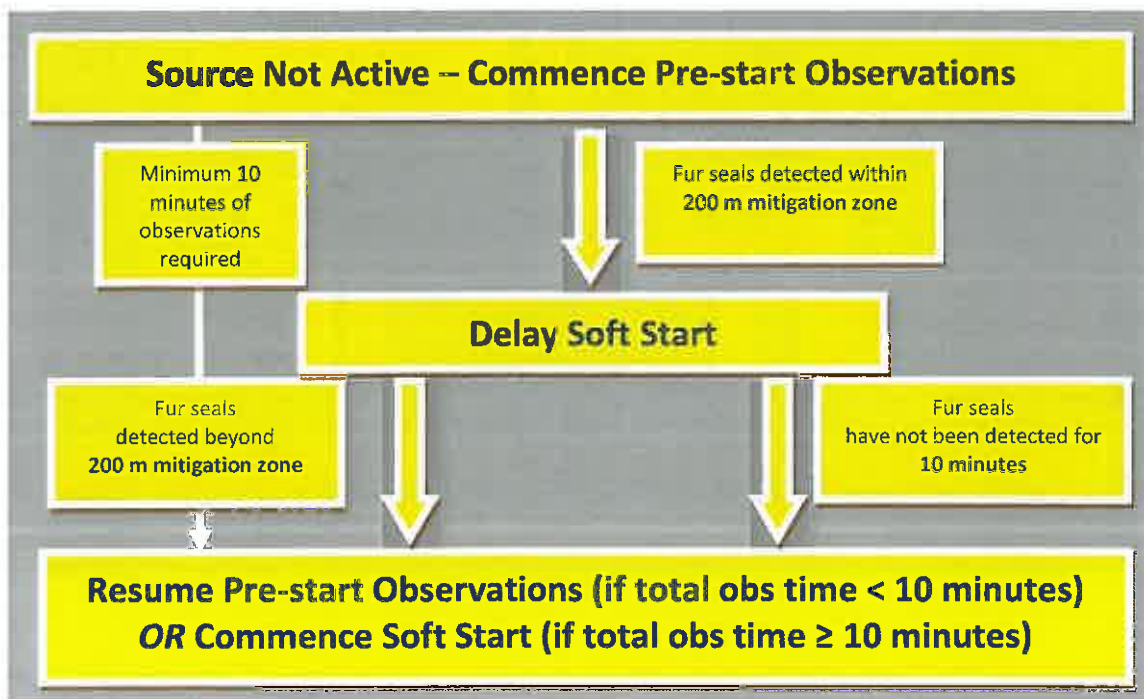 Source Not Active – Commence Pre-start Observations
Minimum 10
minutes of
observations
required
Fur seals detected within
200 m mitigation zone
Delay Soft Start
Fur seals
detected beyond
200 m mitigation zone
Fur seals
have not been detected for
10 minutes
Resume Pre-start Observations (if total obs time < 10 minutes)
OR Commence Soft Start (if total obs time ≥ 10 minutes)